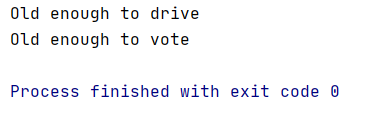 Old enough to drive
Old enough to vote
Process finished with exit code 0